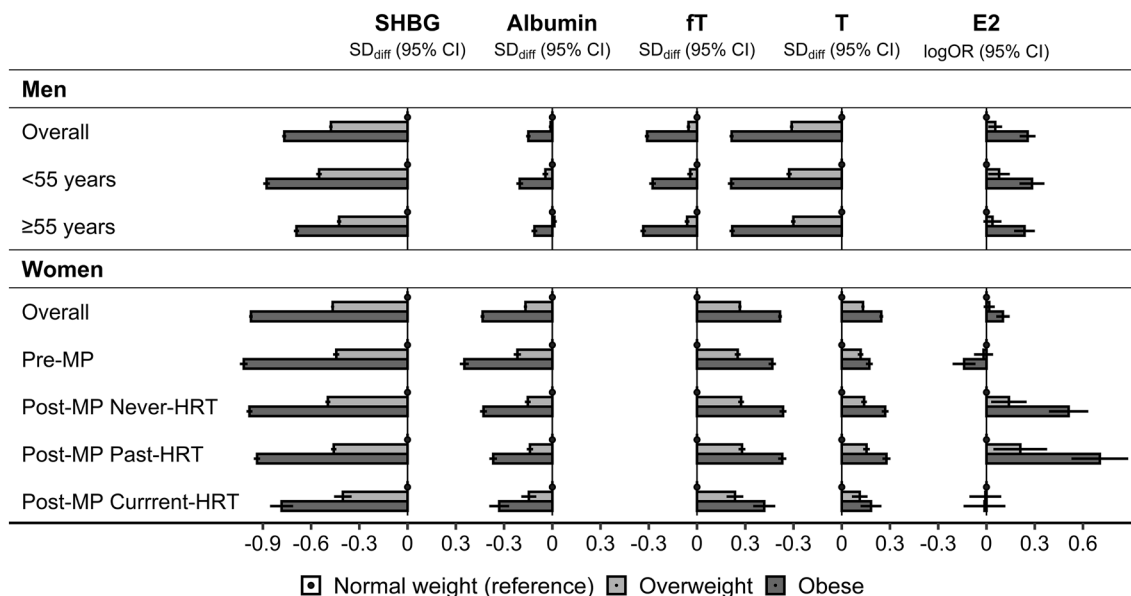 SHBG Albumin fT T E2
SDdiff (95% CI) SDdiff (95% CI) SDdiff (95% CI) SDdiff (95% CI) logOR (95% CI)
Men
Overall
<55 years
≥55 years
Women
Overall
Pre-MP
Post-MP Never-HRT
Post-MP Past-HRT
Post-MP Currrent-HRT
-0.9 -0.6 -0.3 0 0.3 -0.3 0 0.3 -0.3 0 0.3 -0.3 0 0.3 -0.3 0 0.3 0.6
Normal weight (reference) Overweight Obese